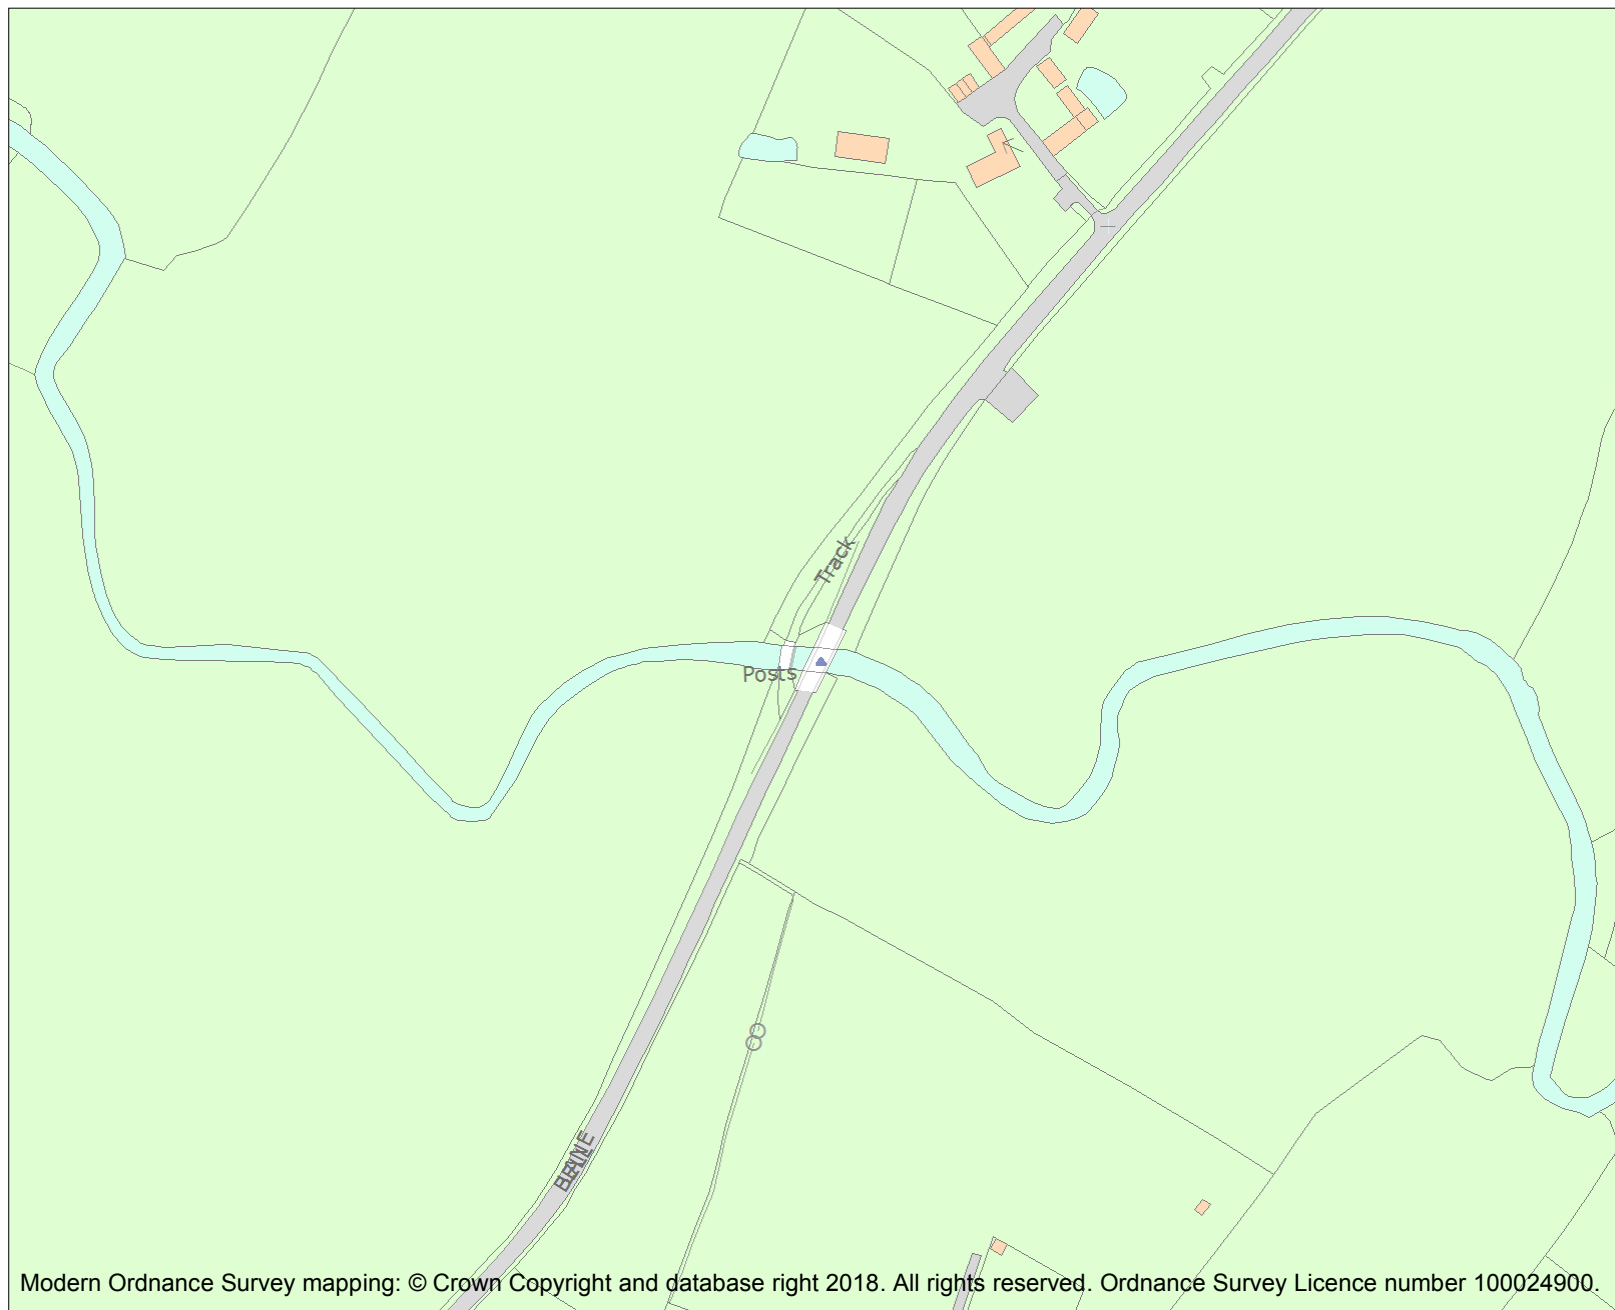 Track
Posts
LANE
Modern Ordnance Survey mapping: © Crown Copyright and database right 2018. All rights reserved. Ordnance Survey Licence number 100024900.